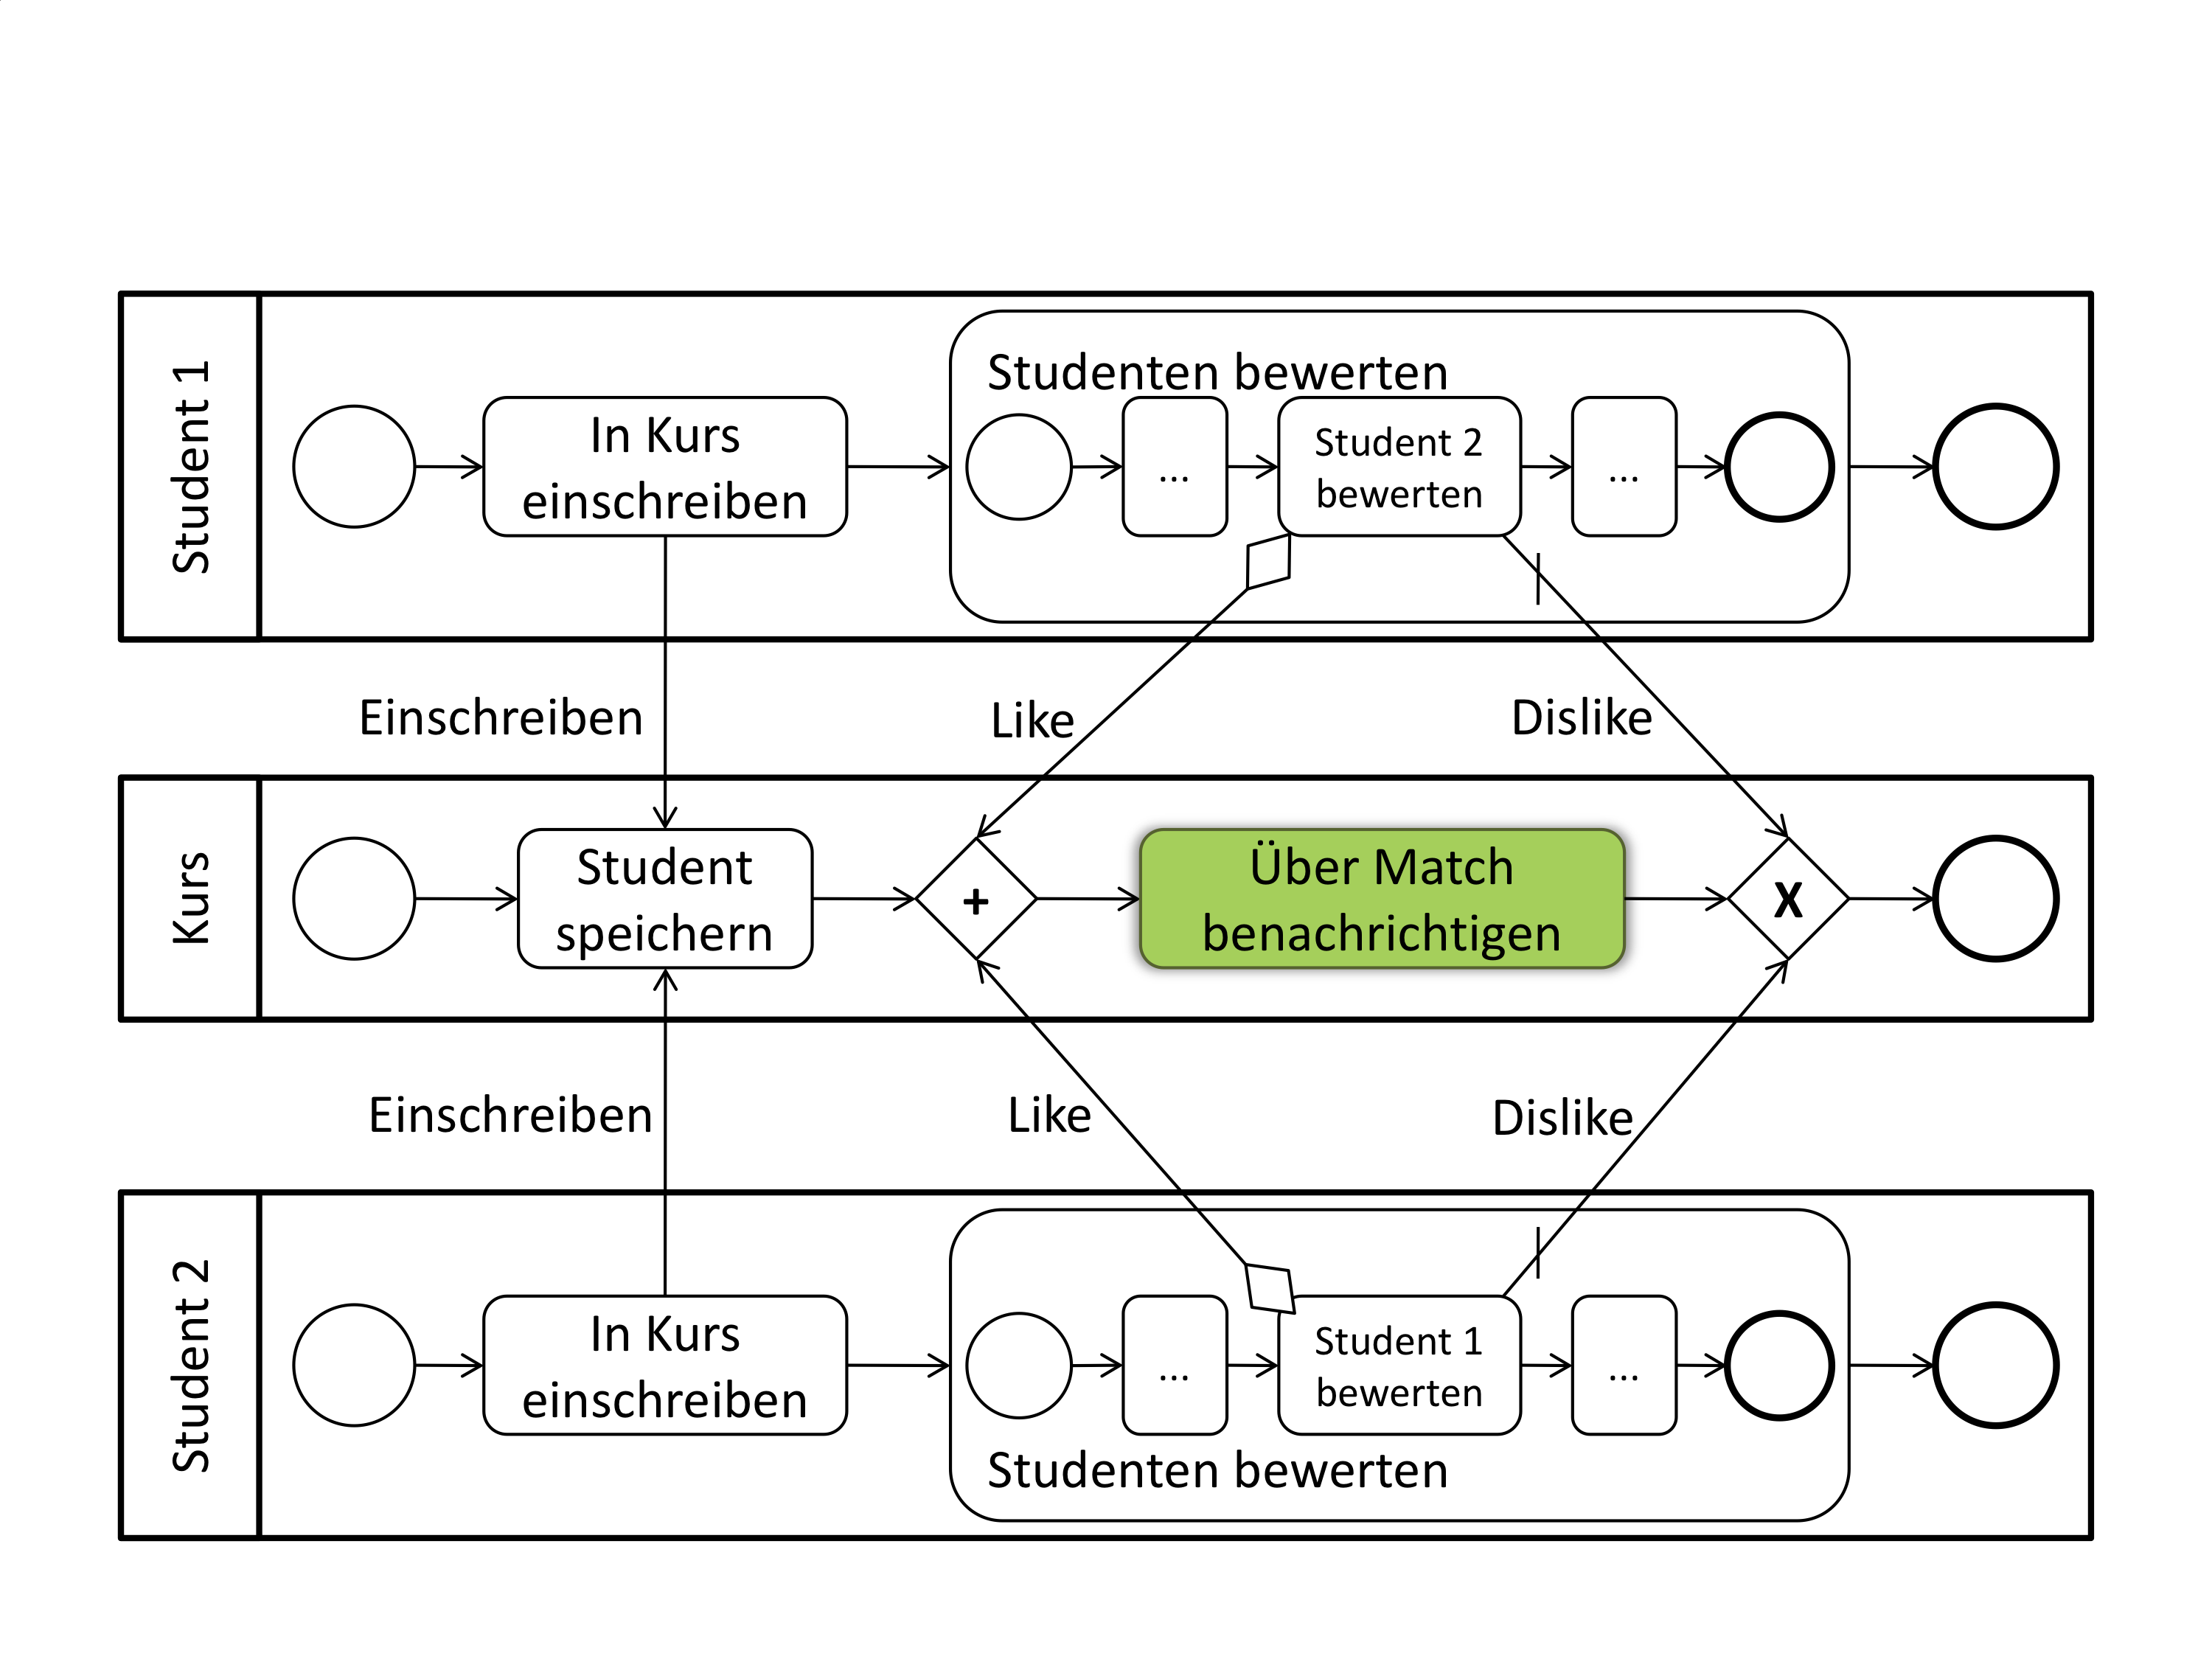 Student 1
Studenten bewerten
In Kurs
einschreiben
...
Student 2
bewerten
...
Einschreiben
Like
Dislike
Kurs
Student
speichern
+
Über Match
benachrichtigen
X
Einschreiben
Like
Dislike
Student 2
In Kurs
einschreiben
...
Student 1
bewerten
...
Studenten bewerten